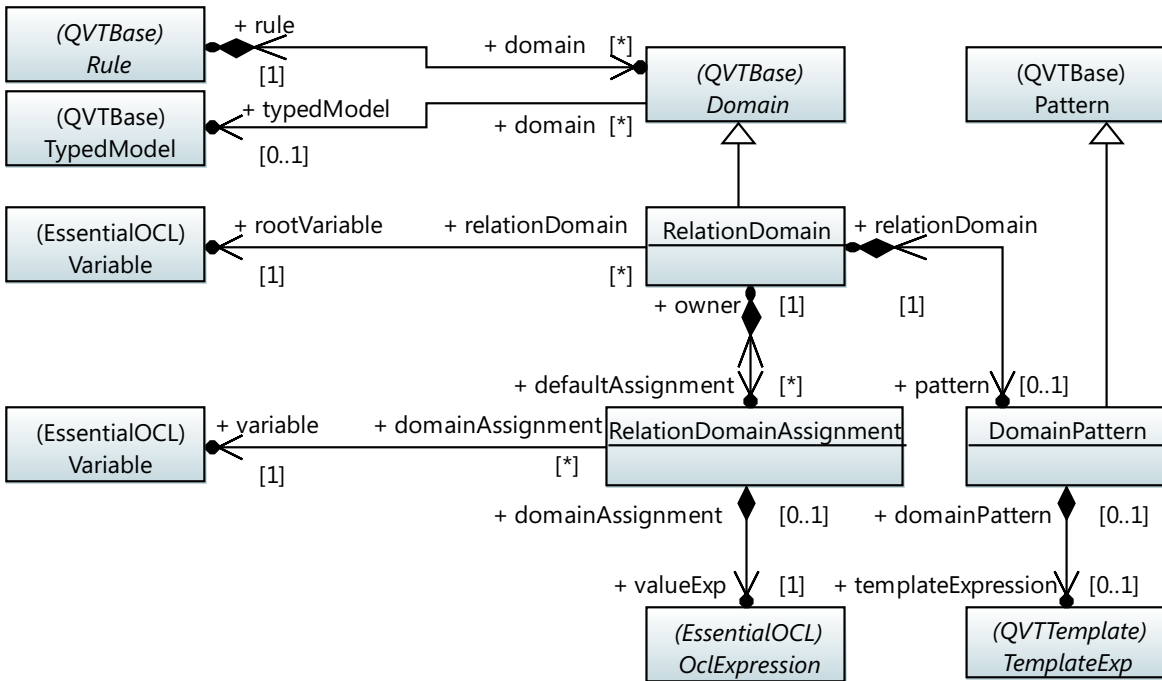 (QVTBase)
Rule
+ rule
[1]
+ domain [*]
(QVTBase)
Domain
(QVTBase)
Pattern
(QVTBase)
TypedModel
+ typedModel
[0..1]
+ domain [*]
(EssentialOCL)
Variable
+ rootVariable
[1]
+ relationDomain
[*]
RelationDomain
+ relationDomain
[1]
+ owner [1]
+ defaultAssignment [*]
+ pattern [0..1]
(EssentialOCL)
Variable
+ variable
[1]
+ domainAssignment
[*]
RelationDomainAssignment
DomainPattern
+ domainAssignment [0..1]
+ domainPattern [0..1]
+ valueExp [1]
+ templateExpression [0..1]
(EssentialOCL)
OclExpression
(QVTTemplate)
TemplateExp